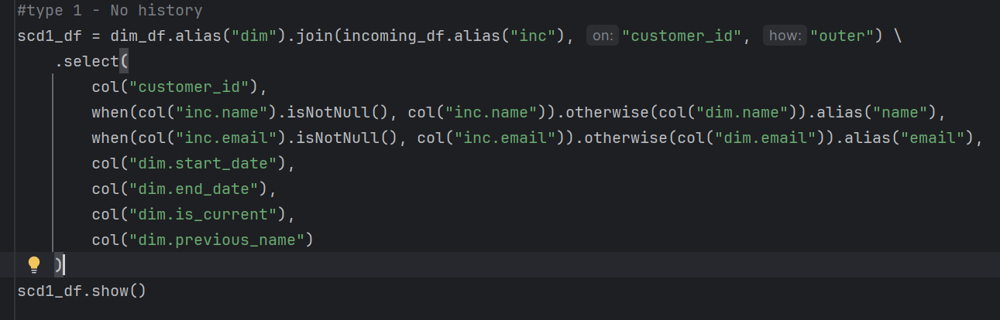 #type 1 - No history
scd1_df = dim_df.alias("dim").join(incoming_df.alias("inc"), on: "customer_id", how: "outer") \
    .select(
        col("customer_id"),
        when(col("inc.name").isNotNull(), col("inc.name")).otherwise(col("dim.name")).alias("name"),
        when(col("inc.email").isNotNull(), col("inc.email")).otherwise(col("dim.email")).alias("email"),
        col("dim.start_date"),
        col("dim.end_date"),
        col("dim.is_current"),
        col("dim.previous_name")
    )
scd1_df.show()